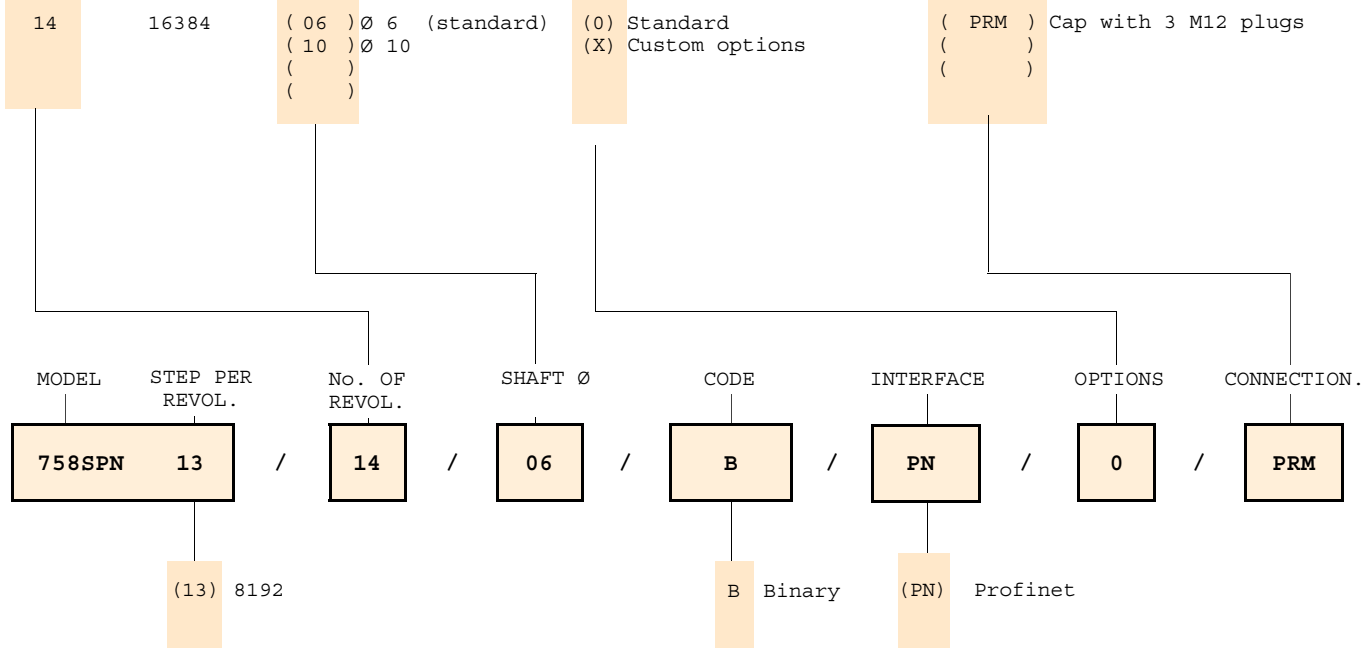 14 16384 ( 06 ) Ø 6 (standard) (0) Standard ( PRM ) Cap with 3 M12 plugs
( 10 ) Ø 10 (X) Custom options ( )
( ) ( )
( )
MODEL STEP PER No. OF SHAFT Ø CODE INTERFACE OPTIONS CONNECTION.
REVOL. REVOL.
758SPN 13 / 14 / 06 / B / PN / 0 / PRM
(13) 8192 B Binary (PN) Profinet